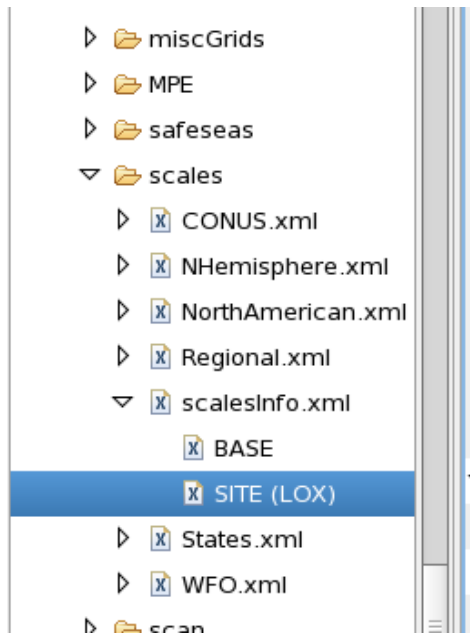 miscGrids
MPE
safeseas
scales
CONUS.xml
NHemisphere.xml
NorthAmerican.xml
Regional.xml
scalesInfo.xml
BASE
SITE (LOX)
States.xml
WFO.xml
scan